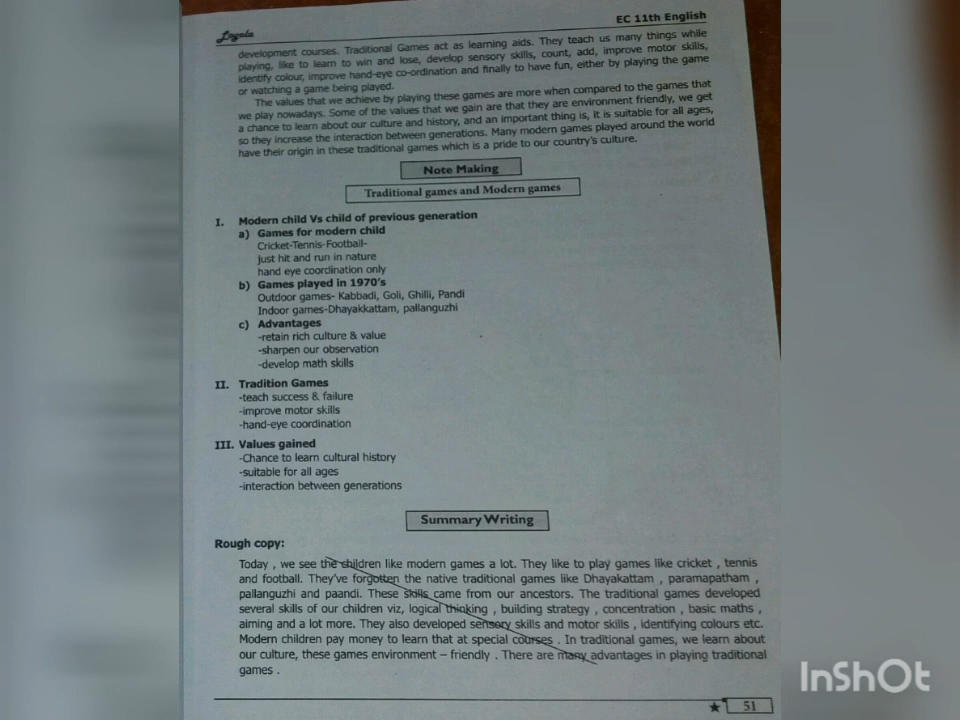 Loyola
EC 11th English
development courses. Traditional Games act as learning aids. They teach us many things while
playing, like to learn to win and lose, develop sensory skills, count, add, improve motor skills,
identify colour, improve hand-eye co-ordination and finally to have fun, either by playing the game
or watching a game being played.
The values that we achieve by playing these games are more when compared to the games that
we play nowadays. Some of the values that we gain are that they are environment friendly, we get
a chance to learn about our culture and history, and an important thing is, it is suitable for all ages,
so they increase the interaction between generations. Many modern games played around the world
have their origin in these traditional games which is a pride to our country's culture.
Note Making
Traditional games and Modern games
I. Modern child Vs child of previous generation
a) Games for modern child
Cricket-Tennis-Football-
just hit and run in nature
hand eye coordination only
b) Games played in 1970's
Outdoor games- Kabbadi, Goli, Ghilli, Pandi
Indoor games-Dhayakkattam, pallanguzhi
c) Advantages
-retain rich culture & value
-sharpen our observation
-develop math skills
II. Tradition Games
-teach success & failure
-improve motor skills
-hand-eye coordination
III. Values gained
-Chance to learn cultural history
-suitable for all ages
-interaction between generations
Summary Writing
Rough copy:
Today , we see the children like modern games a lot. They like to play games like cricket , tennis
and football. They've forgotten the native traditional games like Dhayakattam , paramapatham ,
pallanguzhi and paandi. These skills came from our ancestors. The traditional games developed
several skills of our children viz, logical thinking , building strategy , concentration , basic maths ,
aiming and a lot more. They also developed sensory skills and motor skills , identifying colours etc.
Modern children pay money to learn that at special courses . In traditional games, we learn about
our culture, these games environment – friendly . There are many advantages in playing traditional
games .
51
InShOt